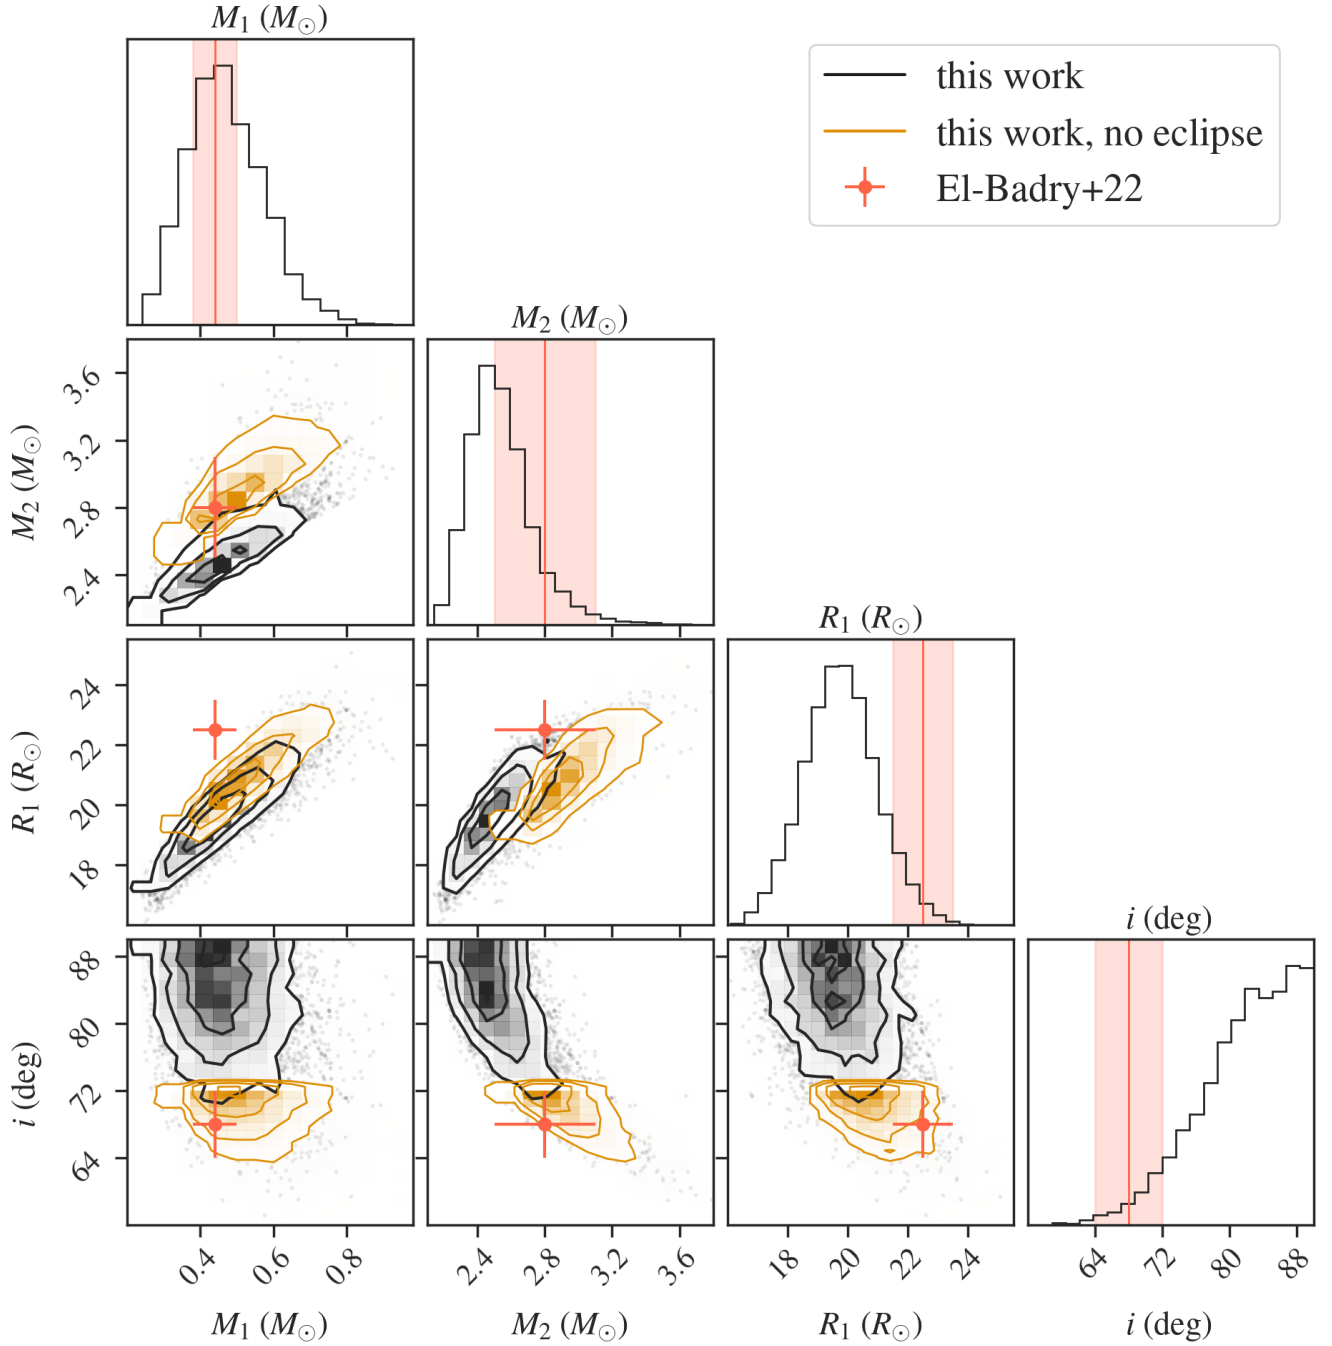 M₁ (M☉)
this work
this work, no eclipse
El-Badry+22
M₂ (M☉)
3.6
3.2
2.8
2.4
M₂ (M☉)
R₁ (R☉)
24
22
20
18
R₁ (R☉)
i (deg)
88
80
72
64
i (deg)
0.4 0.6 0.8 2.4 2.8 3.2 3.6 18 20 22 24 64 72 80 88
M₁ (M☉) M₂ (M☉) R₁ (R☉) i (deg)